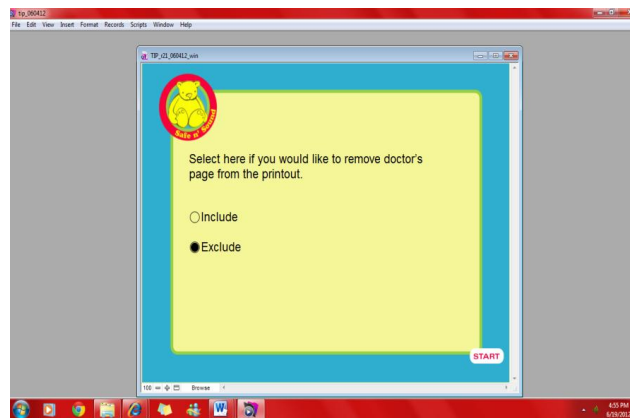 tip_060412
File Edit View Insert Format Records Scripts Window Help
TIP_r21_060412_win
Safe n' Sound
Select here if you would like to remove doctor's
page from the printout.
Include
Exclude
START
100 Browse
4:55 PM